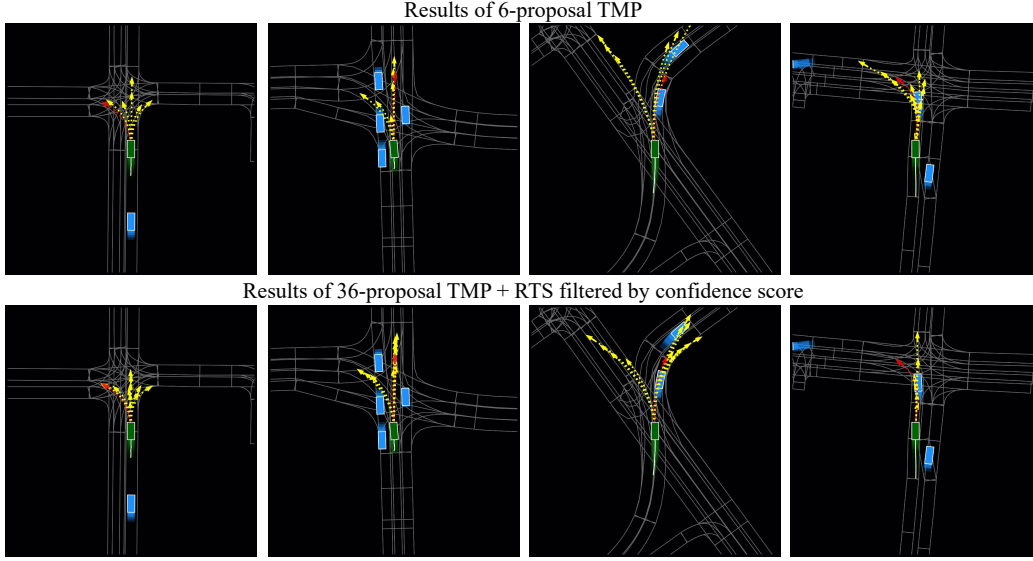 Results of 6-proposal TMP
Results of 36-proposal TMP + RTS filtered by confidence score